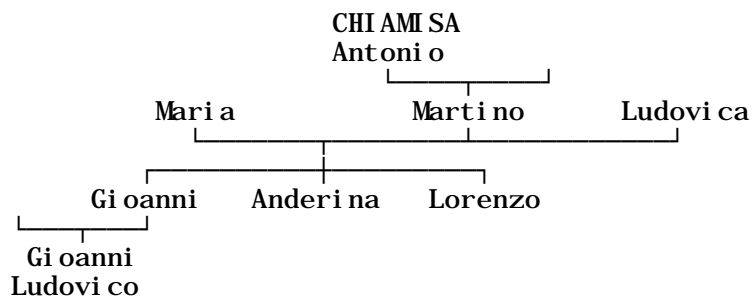 CHIAMISA
Antonio
Maria Martino Ludovica
Gioanni Anderina Lorenzo
Gioanni
Ludovico